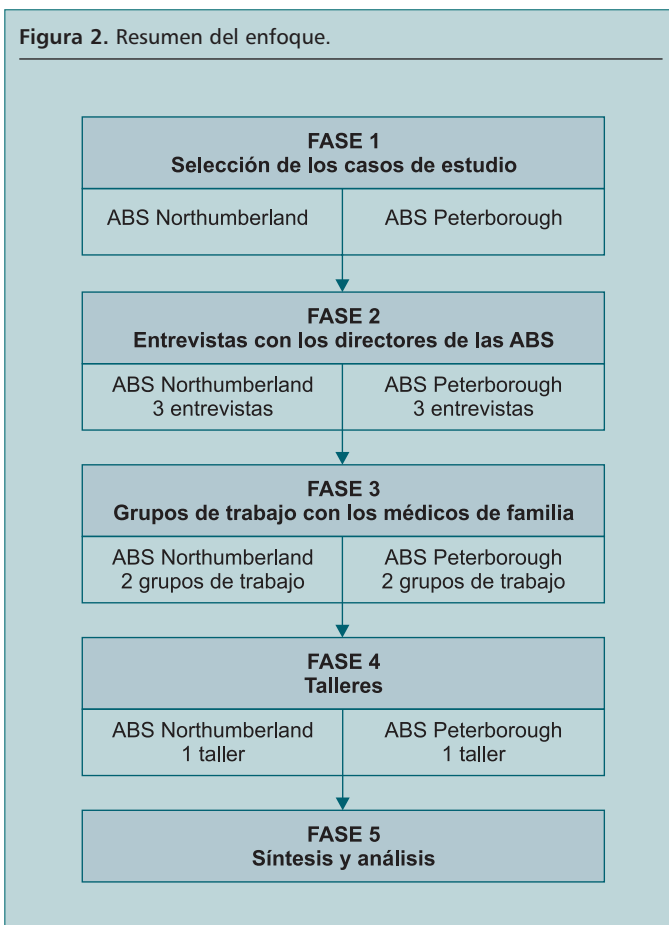 Figura 2. Resumen del enfoque.
FASE 1
Selección de los casos de estudio
ABS Northumberland
ABS Peterborough
FASE 2
Entrevistas con los directores de las ABS
ABS Northumberland
3 entrevistas
ABS Peterborough
3 entrevistas
FASE 3
Grupos de trabajo con los médicos de familia
ABS Northumberland
2 grupos de trabajo
ABS Peterborough
2 grupos de trabajo
FASE 4
Talleres
ABS Northumberland
1 taller
ABS Peterborough
1 taller
FASE 5
Síntesis y análisis